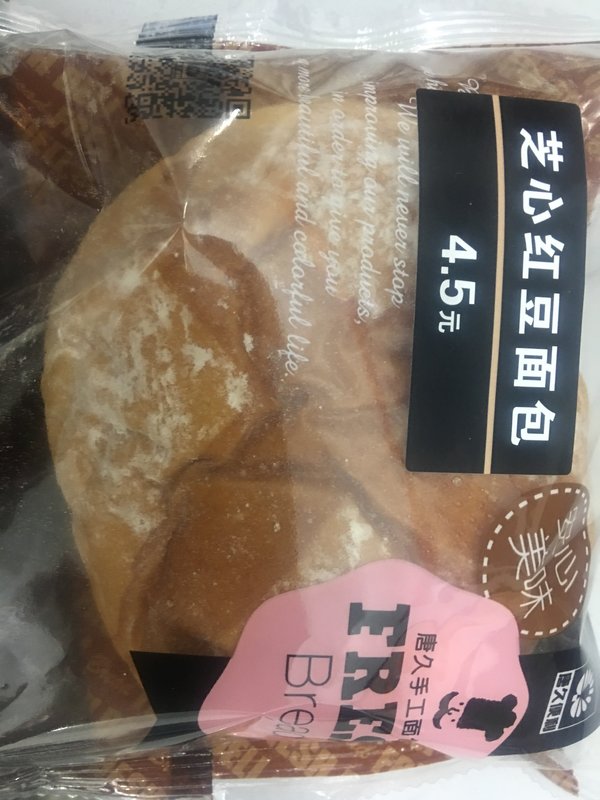 芝心红豆面包
4.5元
We will never stop
improving our products,
in order to give you
a more beautiful and colorful life.
美味
唐久手工面
FRE
Brea